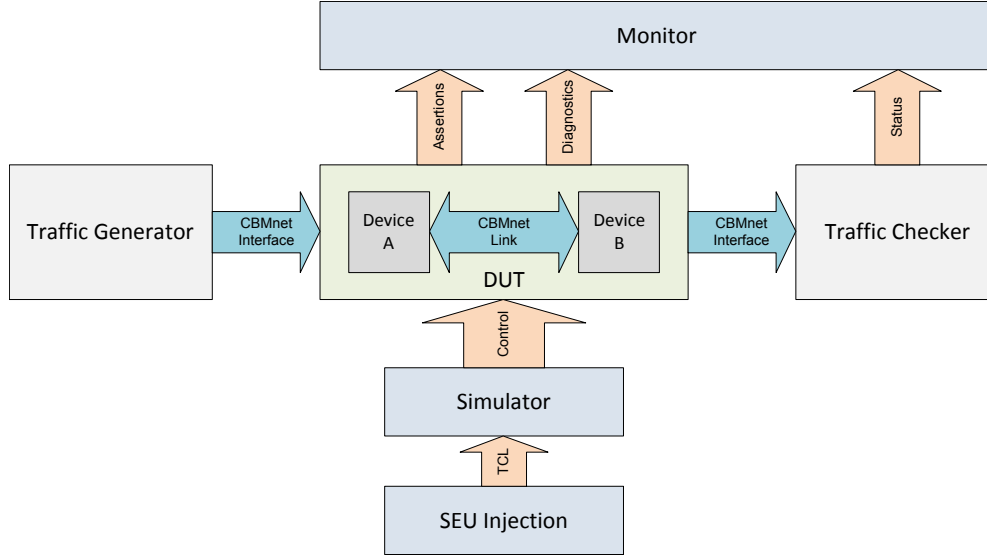 Monitor
Assertions
Diagnostics
Status
Traffic Generator
CBMnet
Interface
Device
A
CBMnet
Link
Device
B
DUT
CBMnet
Interface
Traffic Checker
Control
Simulator
TCL
SEU Injection